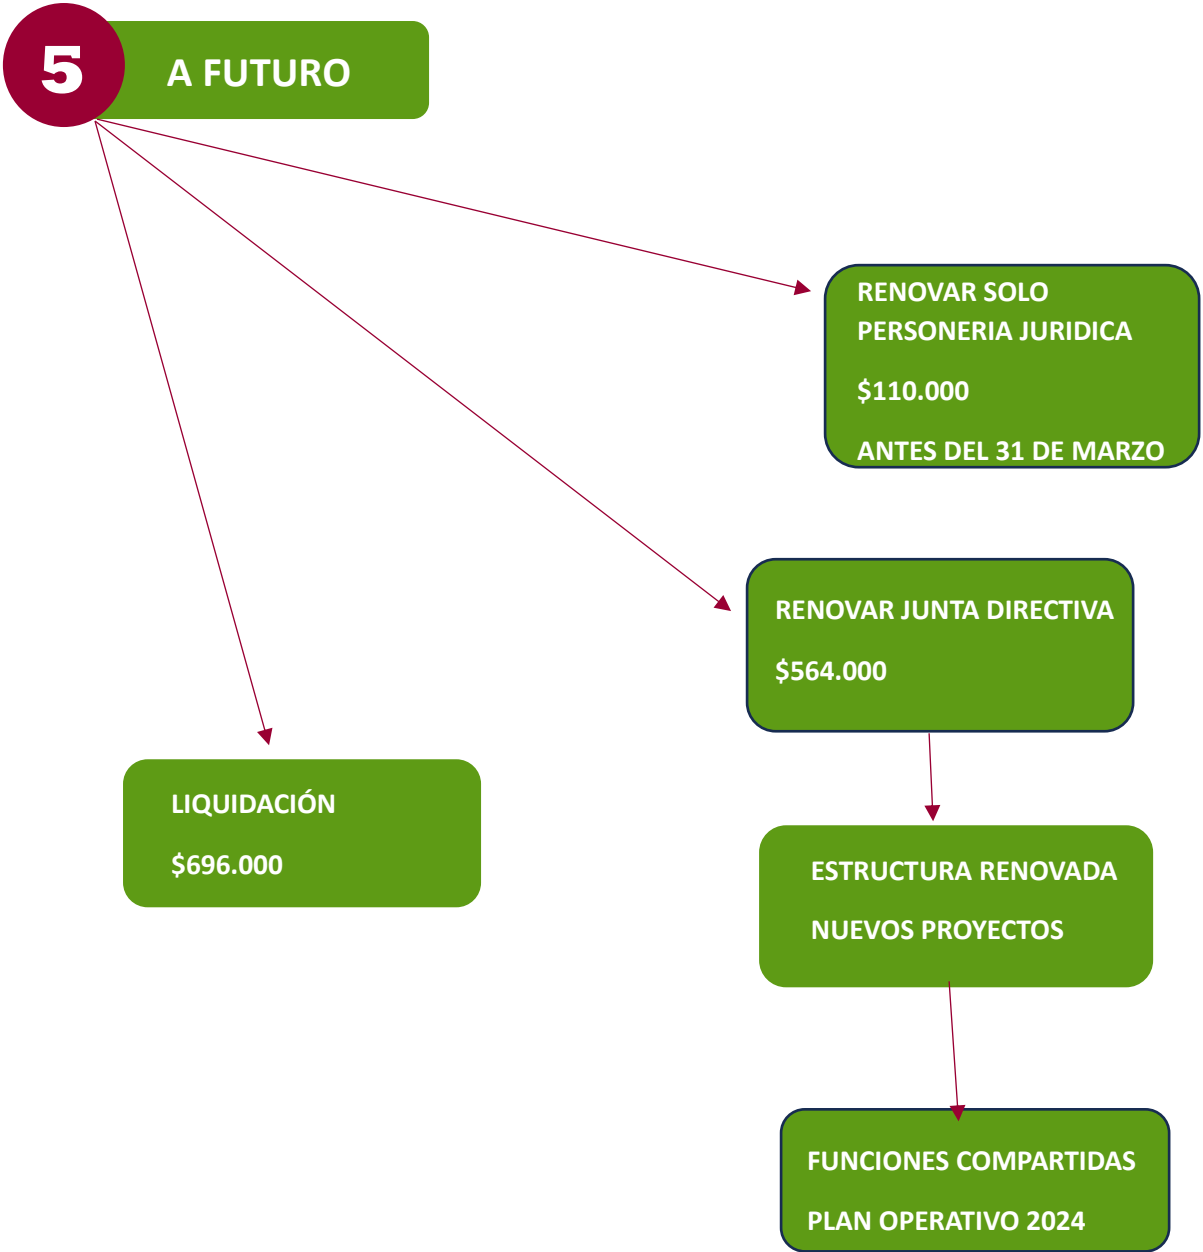 5
A FUTURO
RENOVAR SOLO
PERSONERIA JURIDICA
$110.000
ANTES DEL 31 DE MARZO
RENOVAR JUNTA DIRECTIVA
$564.000
LIQUIDACIÓN
$696.000
ESTRUCTURA RENOVADA
NUEVOS PROYECTOS
FUNCIONES COMPARTIDAS
PLAN OPERATIVO 2024